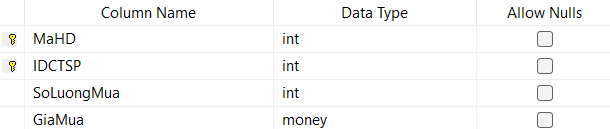 Column Name Data Type Allow Nulls
MaHD int
IDCTSP int
SoLuongMua int
GiaMua money